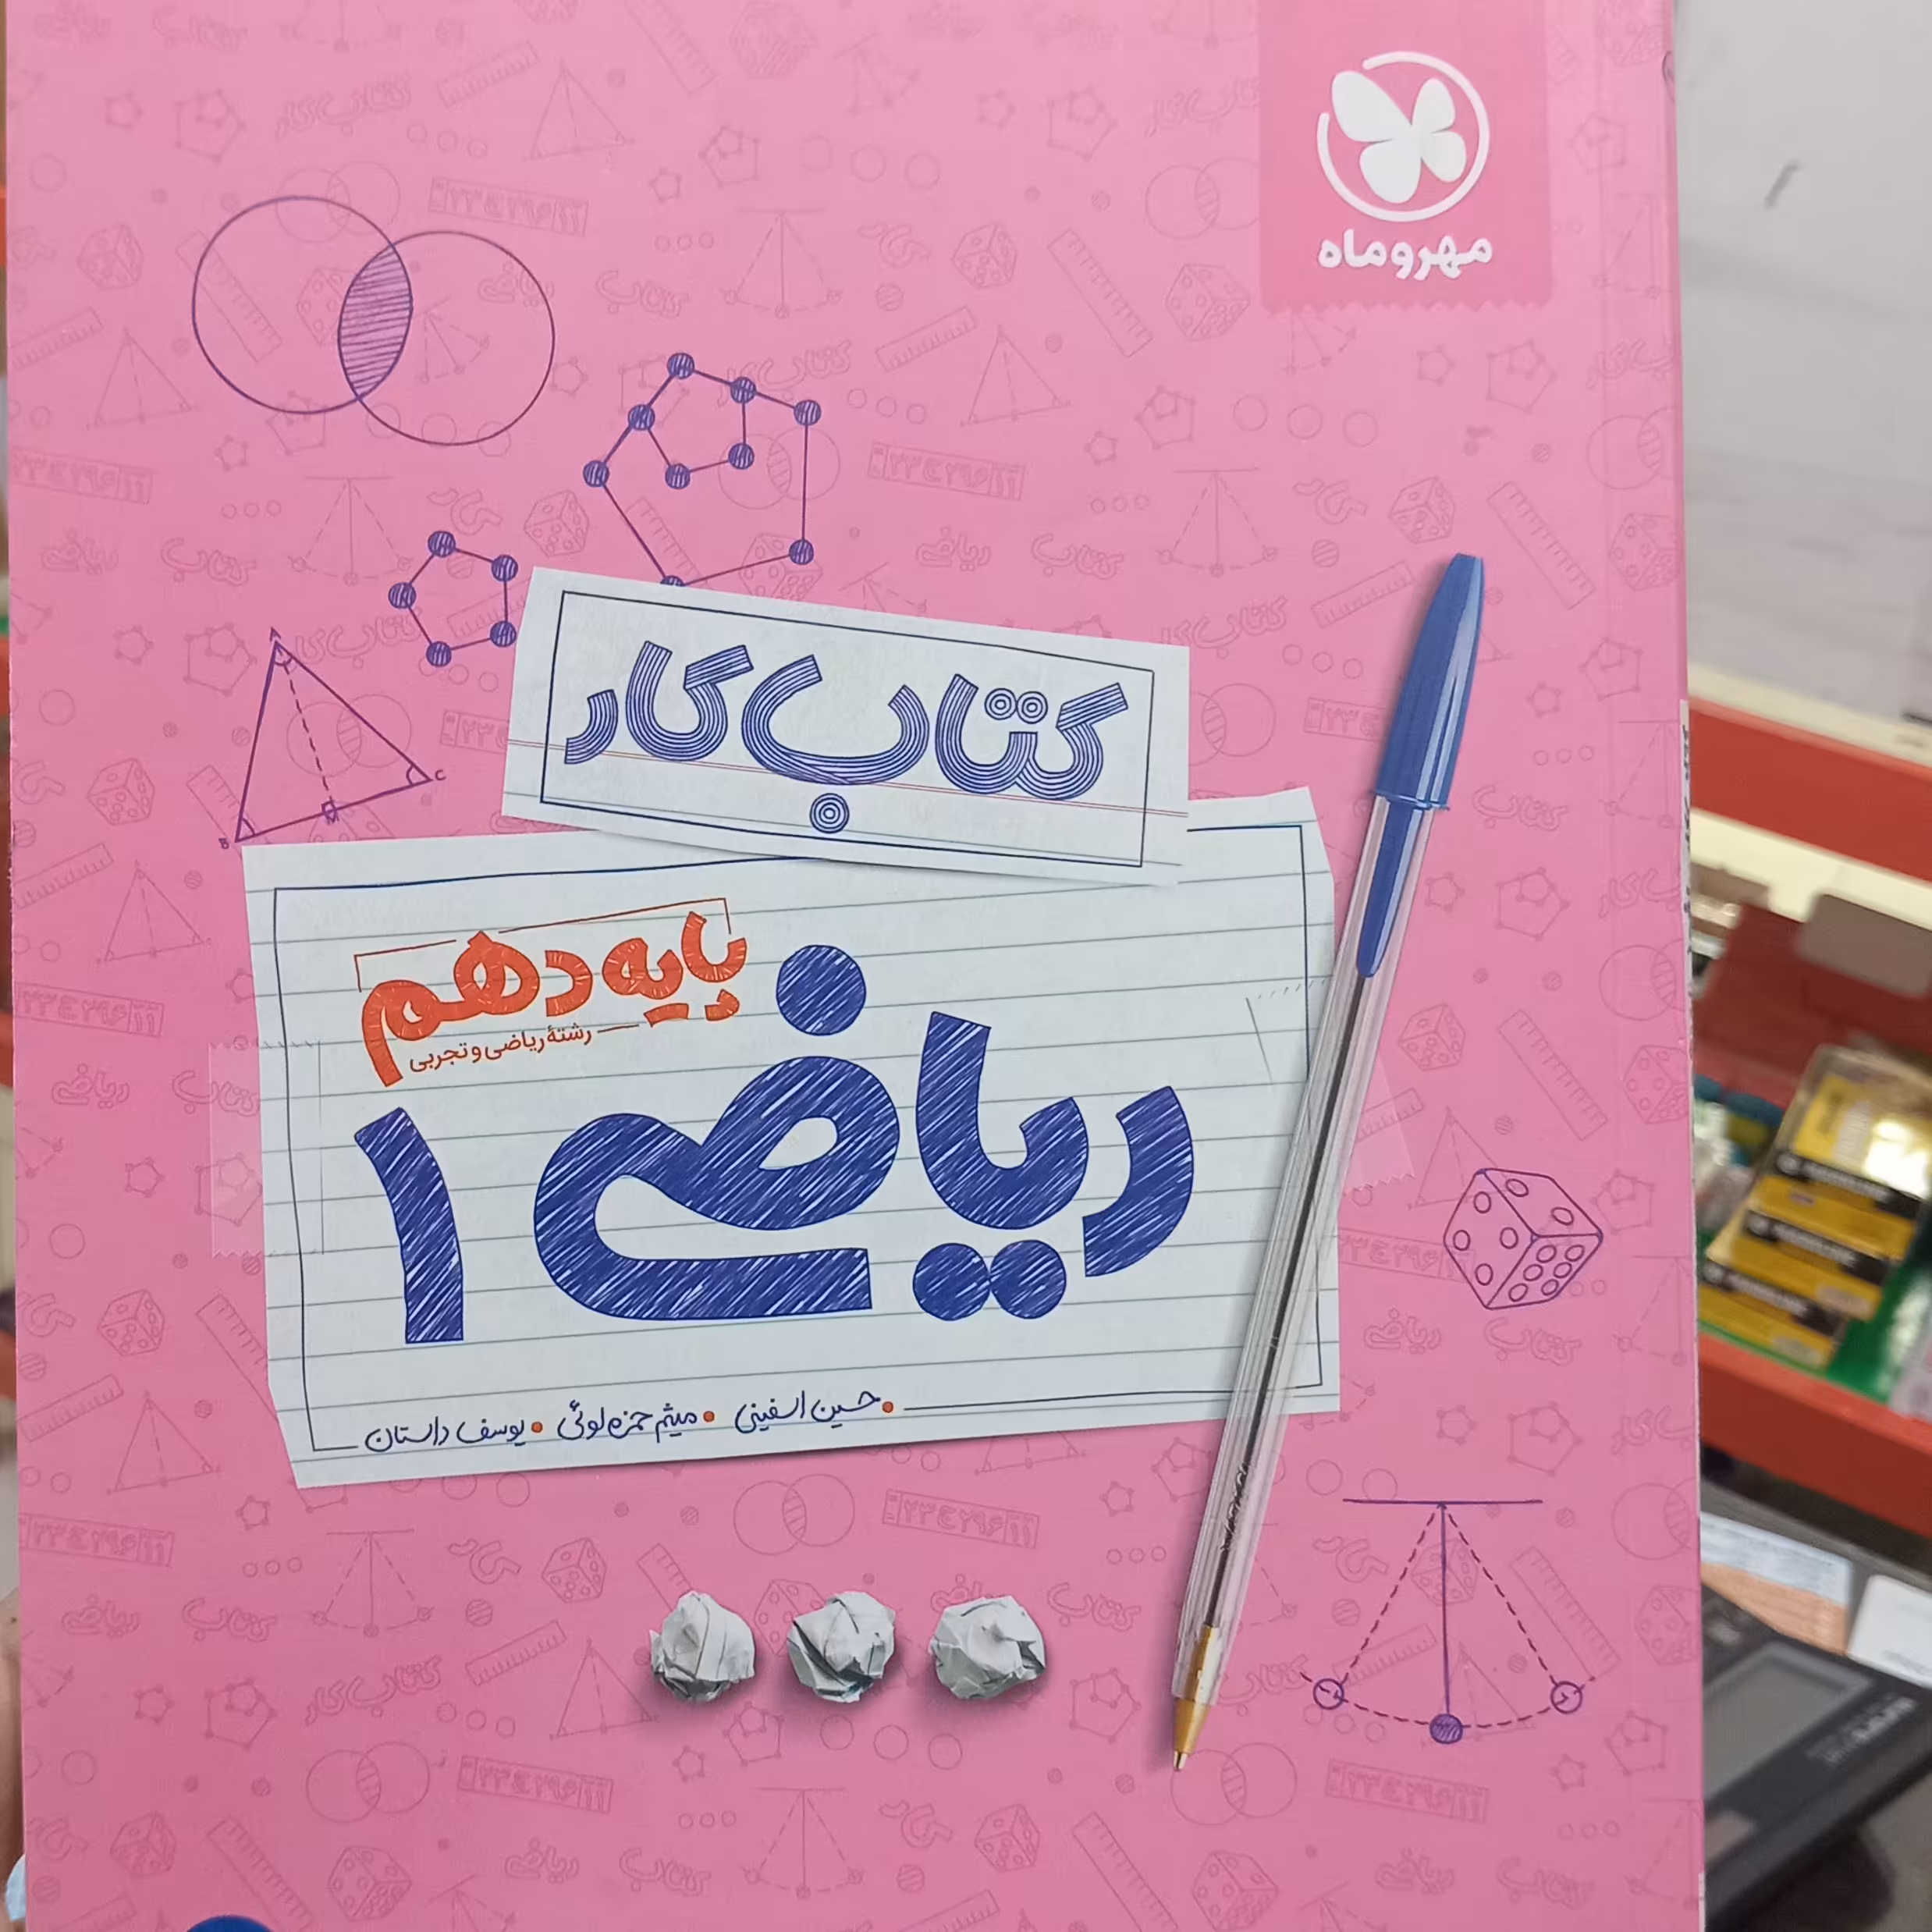 مهروماه
کتاب کار
پایه دهم
رشتهٔ ریاضی و تجربی
ریاضی ۱
• حسین اسفینی • میثم حمزه لوئی • یوسف داستان
A
B
M
C